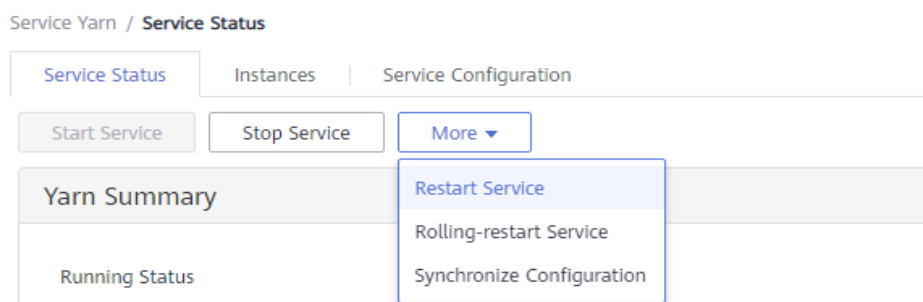 Service Yarn / Service Status
Service Status Instances Service Configuration
Start Service Stop Service More
Restart Service
Yarn Summary
Rolling-restart Service
Running Status
Synchronize Configuration